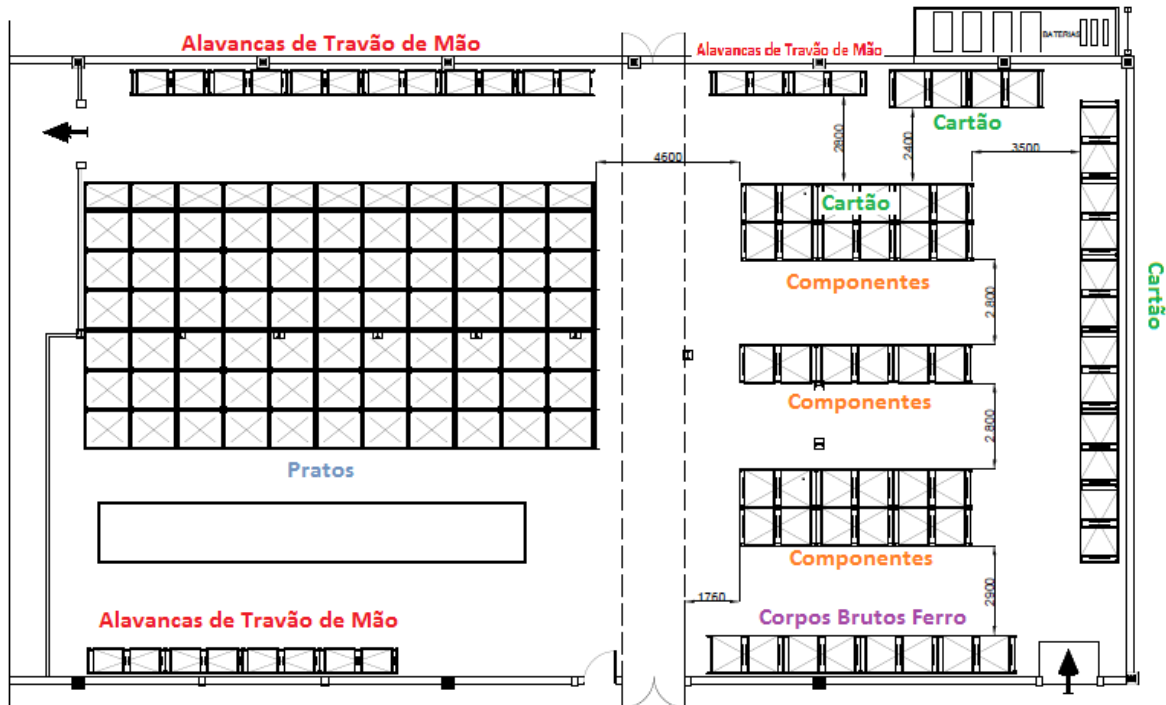 BATERIAS
Alavancas de Travão de Mão
Alavancas de Travão de Mão
Cartão
2800
2400
4600
3500
Cartão
Componentes
Cartão
2.800
Componentes
2.800
Pratos
Componentes
1760
2900
Alavancas de Travão de Mão
Corpos Brutos Ferro